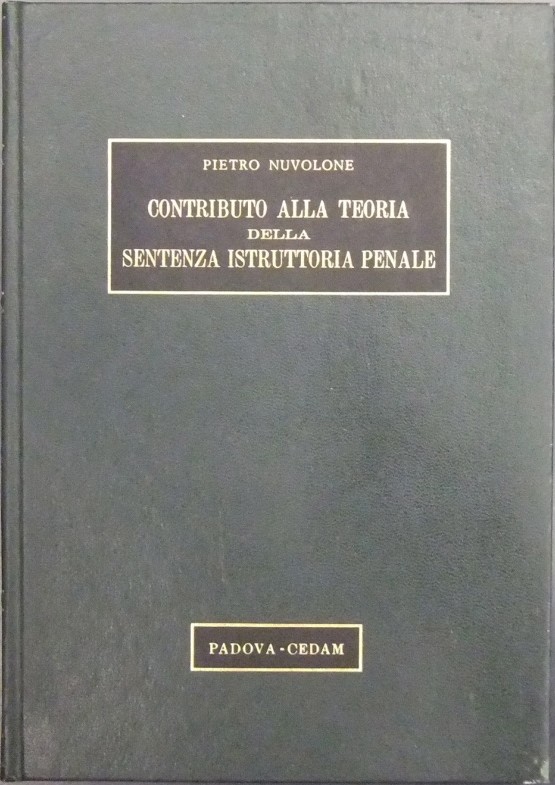 PIETRO NUVOLONE
CONTRIBUTO ALLA TEORIA
DELLA
SENTENZA ISTRUTTORIA PENALE
PADOVA - CEDAM